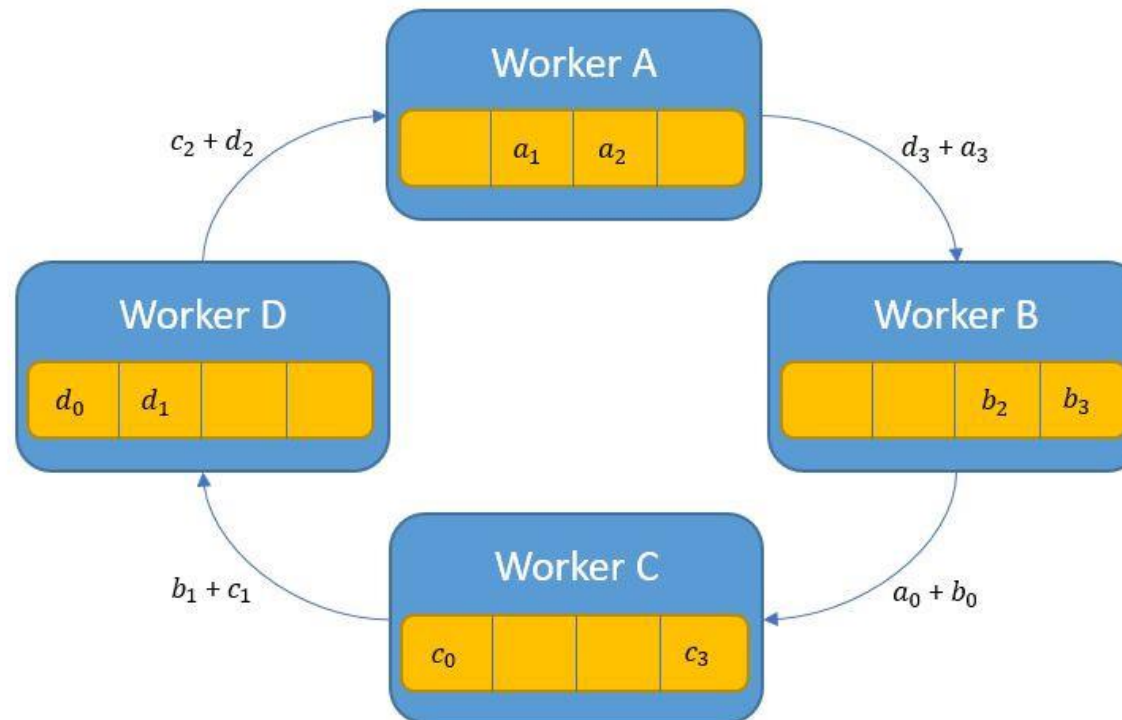 Worker A
a₁ a₂
c₂ + d₂
d₃ + a₃
Worker D
d₀ d₁
Worker B
b₂ b₃
b₁ + c₁
a₀ + b₀
Worker C
c₀ c₃